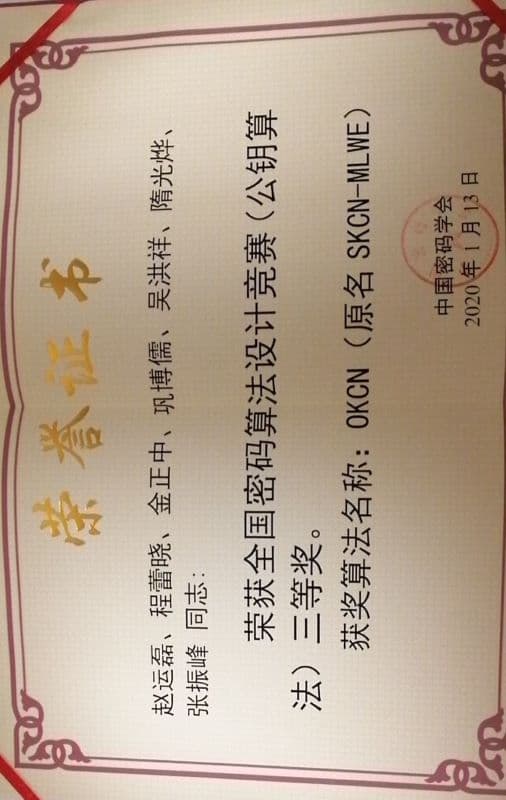 荣誉证书
赵运磊、程蕾晓、金正中、巩博儒、吴洪祥、隋光烨、
张振峰 同志:
荣获全国密码算法设计竞赛（公钥算
法）三等奖。
获奖算法名称：OKCN（原名 SKCN-MLWE）
中国密码学会
2020 年 1 月 13 日